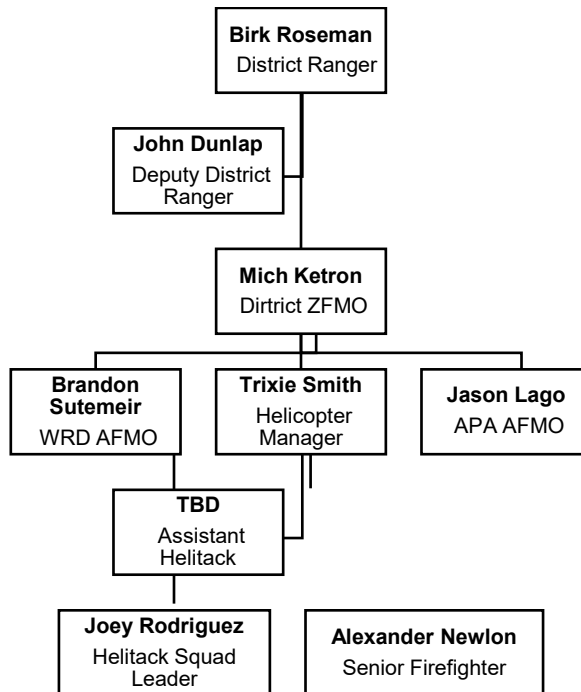 Birk Roseman
District Ranger
John Dunlap
Deputy District
Ranger
Mich Ketron
Dirtrict ZFMO
Brandon
Sutemeir
WRD AFMO
Trixie Smith
Helicopter
Manager
Jason Lago
APA AFMO
TBD
Assistant
Helitack
Joey Rodriguez
Helitack Squad
Leader
Alexander Newlon
Senior Firefighter